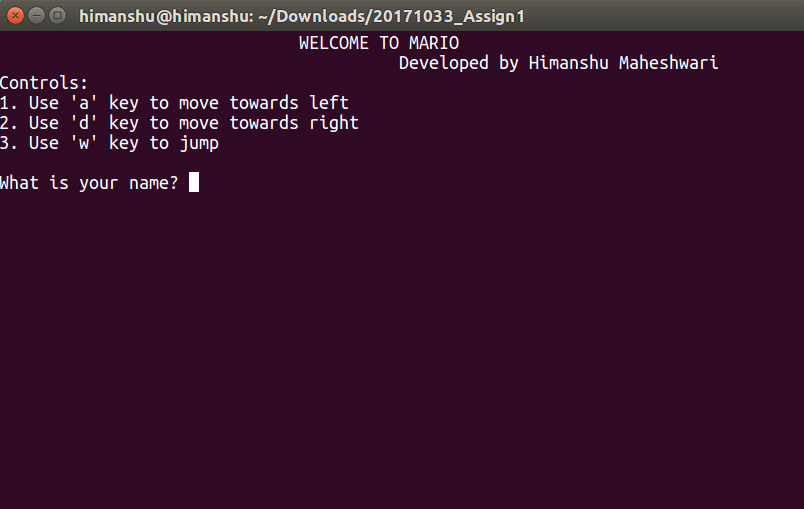 himanshu@himanshu: ~/Downloads/20171033_Assign1
WELCOME TO MARIO
Developed by Himanshu Maheshwari
Controls:
1. Use 'a' key to move towards left
2. Use 'd' key to move towards right
3. Use 'w' key to jump
What is your name?